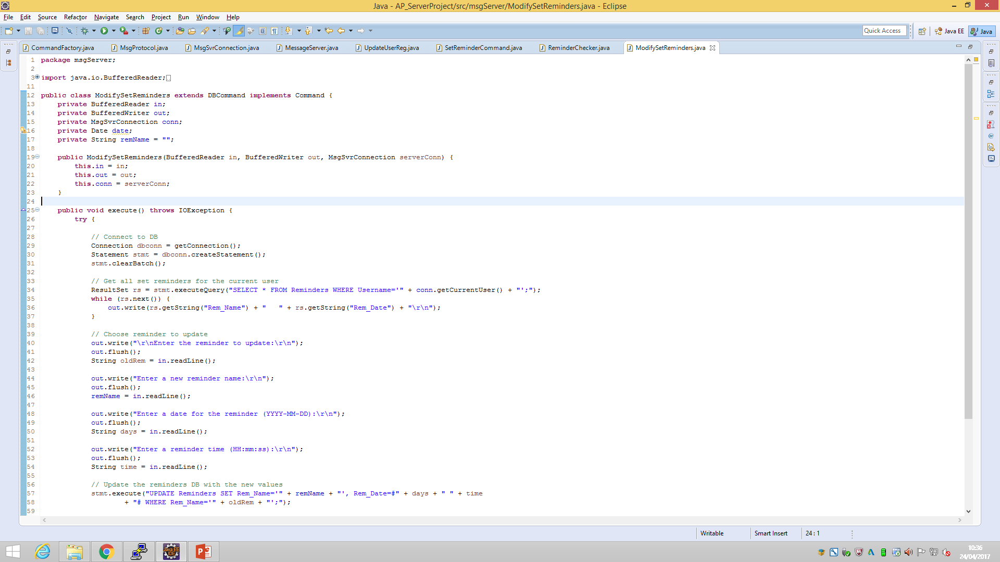 Java - AP_ServerProject/src/msgServer/ModifySetReminders.java - Eclipse
File Edit Source Refactor Navigate Search Project Run Window Help
Quick Access Java EE Java
CommandFactory.java MsgProtocol.java MsgSvrConnection.java MessageServer.java UpdateUserReg.java SetReminderCommand.java ReminderChecker.java ModifySetReminders.java
1 package msgServer;
2
3 import java.io.BufferedReader;
11
12 public class ModifySetReminders extends DBCommand implements Command {
13 private BufferedReader in;
14 private BufferedWriter out;
15 private MsgSvrConnection conn;
16 private Date date;
17 private String remName = "";
18
19 public ModifySetReminders(BufferedReader in, BufferedWriter out, MsgSvrConnection serverConn) {
20 this.in = in;
21 this.out = out;
22 this.conn = serverConn;
23 }
24
25 public void execute() throws IOException {
26 try {
27
28 // Connect to DB
29 Connection dbconn = getConnection();
30 Statement stmt = dbconn.createStatement();
31 stmt.clearBatch();
32
33 // Get all set reminders for the current user
34 ResultSet rs = stmt.executeQuery("SELECT * FROM Reminders WHERE Username='" + conn.getCurrentUser() + "';");
35 while (rs.next()) {
36 out.write(rs.getString("Rem_Name") + "   " + rs.getString("Rem_Date") + "\r\n");
37 }
38
39 // Choose reminder to update
40 out.write("\r\nEnter the reminder to update:\r\n");
41 out.flush();
42 String oldRem = in.readLine();
43
44 out.write("Enter a new reminder name:\r\n");
45 out.flush();
46 remName = in.readLine();
47
48 out.write("Enter a date for the reminder (YYYY-MM-DD):\r\n");
49 out.flush();
50 String days = in.readLine();
51
52 out.write("Enter a reminder time (HH:mm:ss):\r\n");
53 out.flush();
54 String time = in.readLine();
55
56 // Update the reminders DB with the new values
57 stmt.execute("UPDATE Reminders SET Rem_Name='" + remName + "', Rem_Date=#" + days + " " + time
58 + "# WHERE Rem_Name='" + oldRem + "';");
59
Writable Smart Insert 24 : 1
Java EE
IDE
10:36
24/04/2017